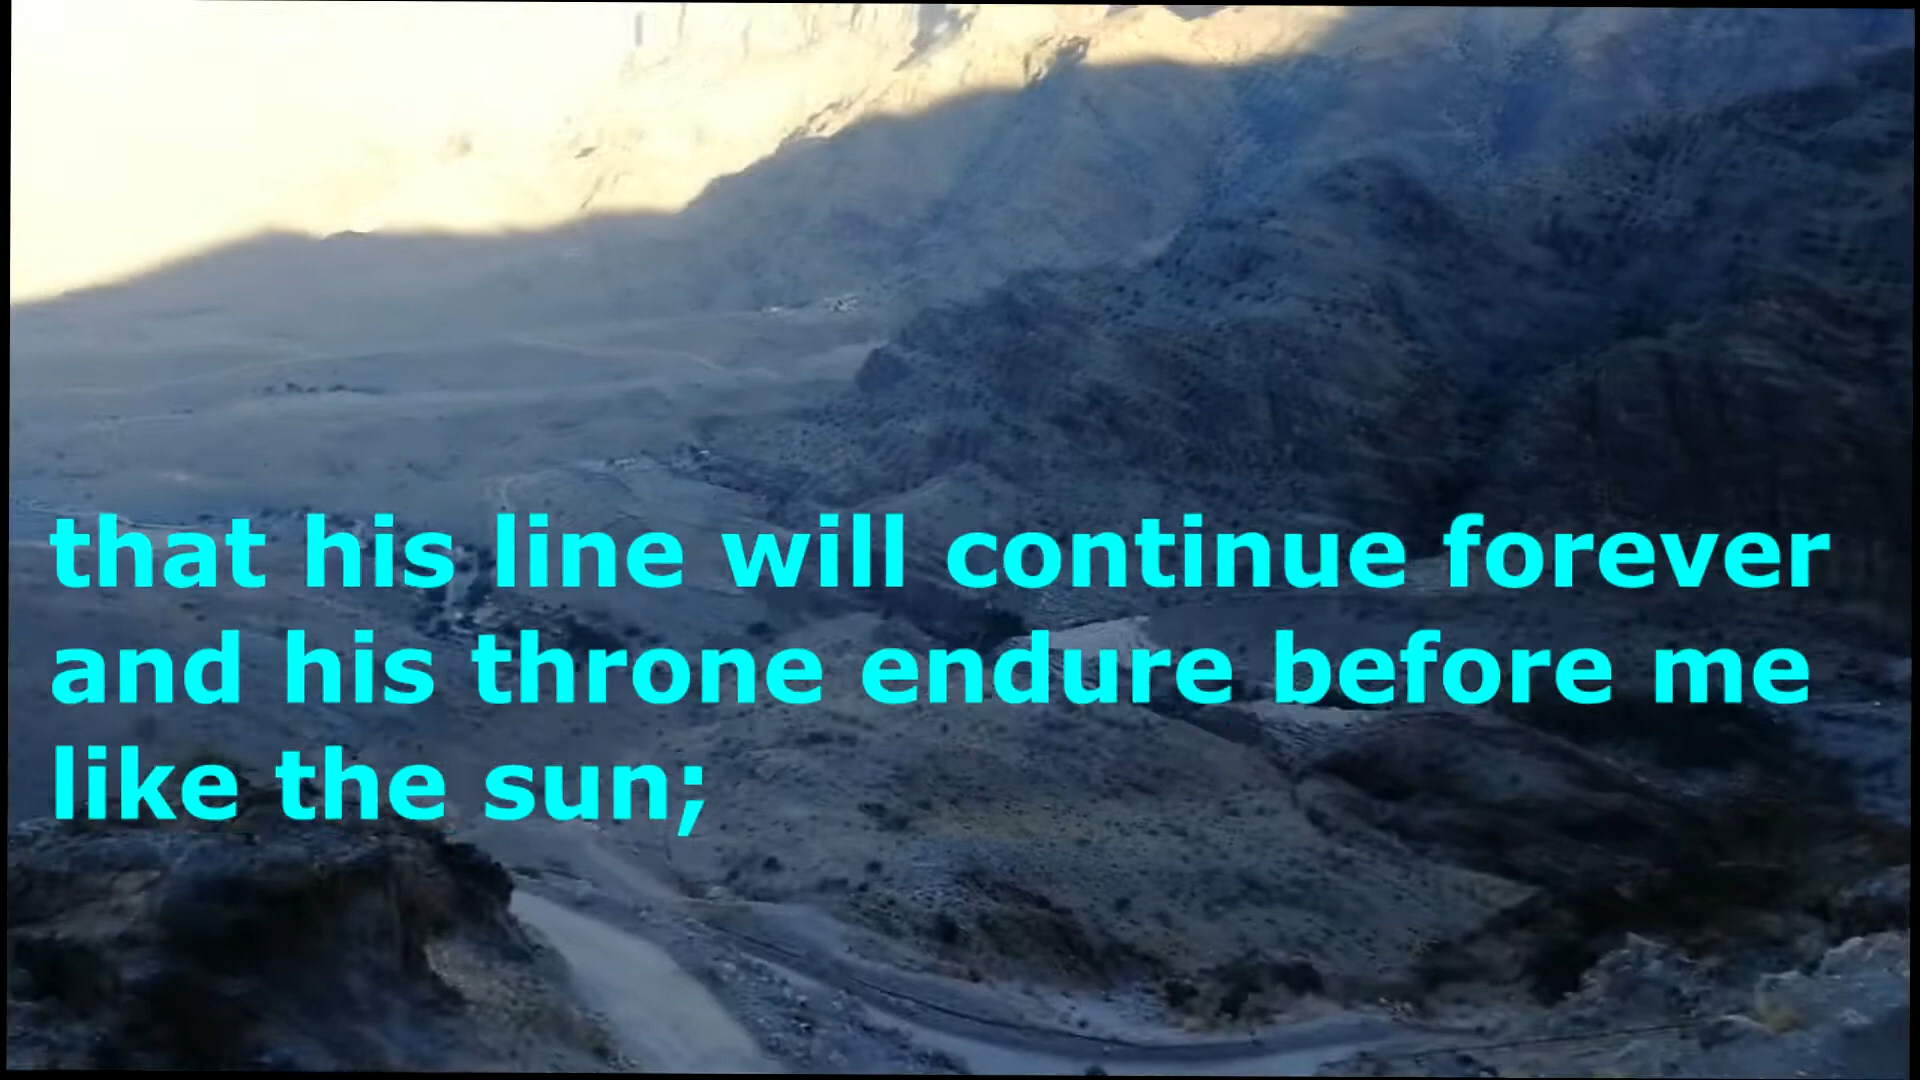 that his line will continue forever
and his throne endure before me
like the sun;